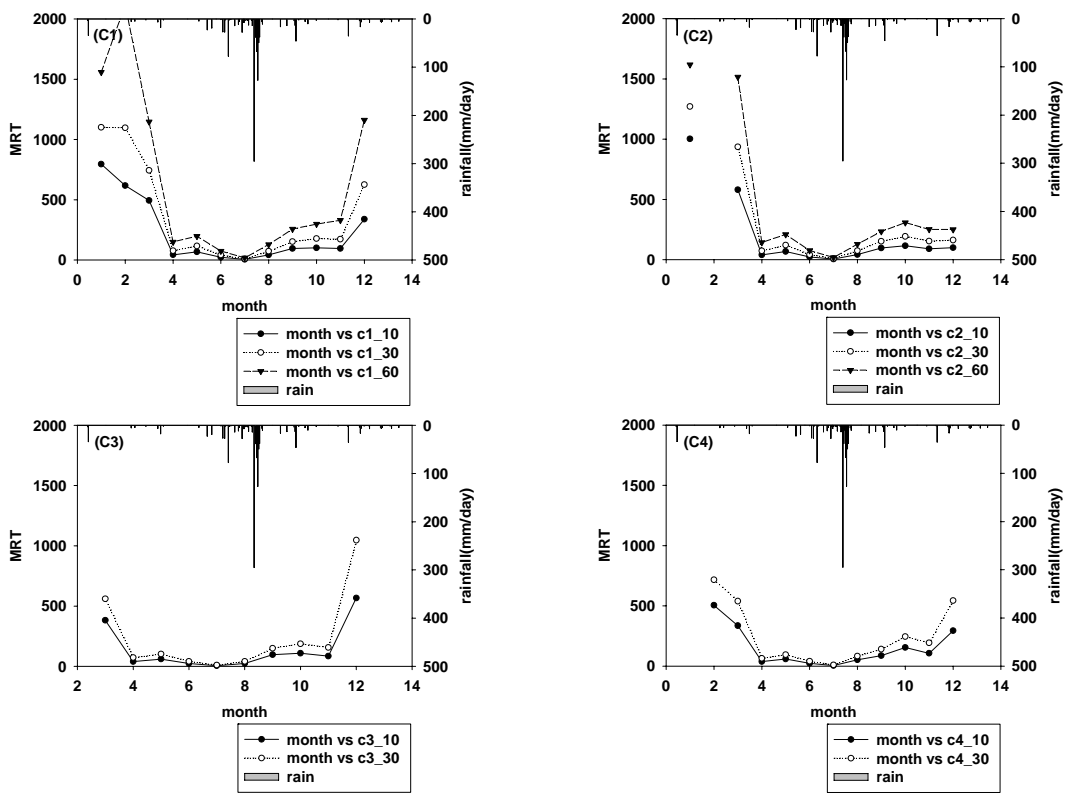 (C1)
2000
1500
1000
500
0
MRT
0
100
200
300
400
500
rainfall(mm/day)
0 2 4 6 8 10 12 14
month
month vs c1_10
month vs c1_30
month vs c1_60
rain
(C2)
2000
1500
1000
500
0
MRT
0
100
200
300
400
500
rainfall(mm/day)
0 2 4 6 8 10 12 14
month
month vs c2_10
month vs c2_30
month vs c2_60
rain
(C3)
2000
1500
1000
500
0
MRT
0
100
200
300
400
500
rainfall(mm/day)
2 4 6 8 10 12 14
month
month vs c3_10
month vs c3_30
rain
(C4)
2000
1500
1000
500
0
MRT
0
100
200
300
400
500
rainfall(mm/day)
0 2 4 6 8 10 12 14
month
month vs c4_10
month vs c4_30
rain